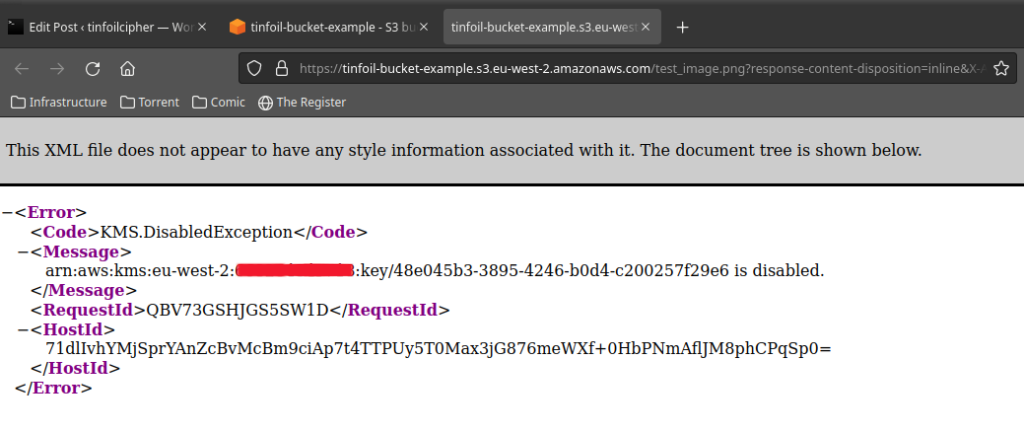 Edit Post ‹ tinfoilcipher — Wor
tinfoil-bucket-example - S3 bu
tinfoil-bucket-example.s3.eu-west
https://tinfoil-bucket-example.s3.eu-west-2.amazonaws.com/test_image.png?response-content-disposition=inline&X-A
Infrastructure Torrent Comic The Register
This XML file does not appear to have any style information associated with it. The document tree is shown below.
−<Error>
<Code>KMS.DisabledException</Code>
−<Message>
arn:aws:kms:eu-west-2: :key/48e045b3-3895-4246-b0d4-c200257f29e6 is disabled.
</Message>
<RequestId>QBV73GSHJGS5SW1D</RequestId>
−<HostId>
71dlIvhYMjSprYAnZcBvMcBm9ciAp7t4TTPUy5T0Max3jG876meWXf+0HbPNmAflJM8phCPqSp0=
</HostId>
</Error>